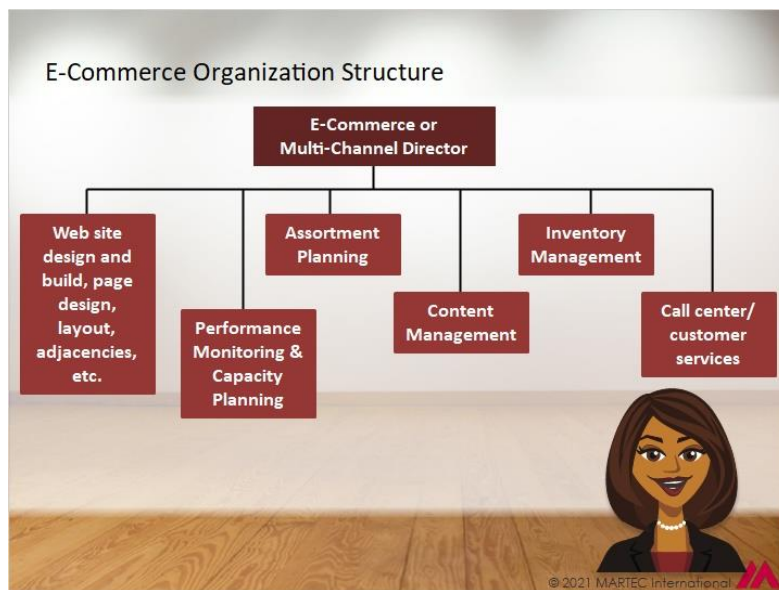 E-Commerce Organization Structure
E-Commerce or
Multi-Channel Director
Web site
design and
build, page
design,
layout,
adjacencies,
etc.
Performance
Monitoring &
Capacity
Planning
Assortment
Planning
Content
Management
Inventory
Management
Call center/
customer
services
© 2021 MARTEC International